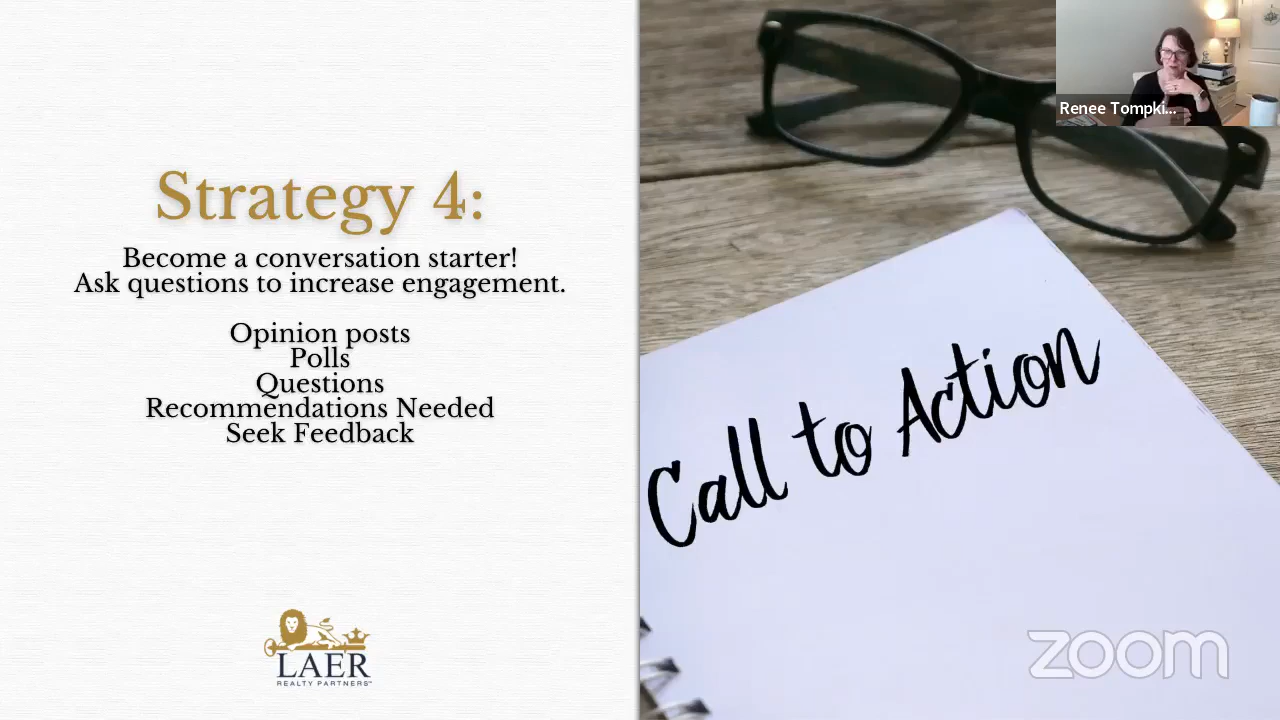 Strategy 4:
Become a conversation starter!
Ask questions to increase engagement.
Opinion posts
Polls
Questions
Recommendations Needed
Seek Feedback
LAER
REALTY PARTNERS
Call to Action
Renee Tompki...
zoom